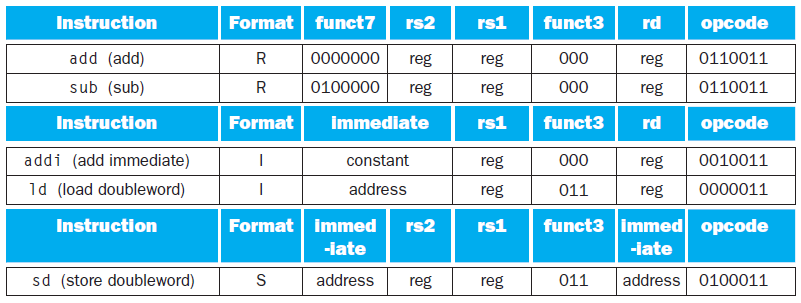 Instruction Format funct7 rs2 rs1 funct3 rd opcode
add (add) R 0000000 reg reg 000 reg 0110011
sub (sub) R 0100000 reg reg 000 reg 0110011
Instruction Format immediate rs1 funct3 rd opcode
addi (add immediate) I constant reg 000 reg 0010011
ld (load doubleword) I address reg 011 reg 0000011
Instruction Format immed rs2 rs1 funct3 immed opcode
-iate -iate
sd (store doubleword) S address reg reg 011 address 0100011